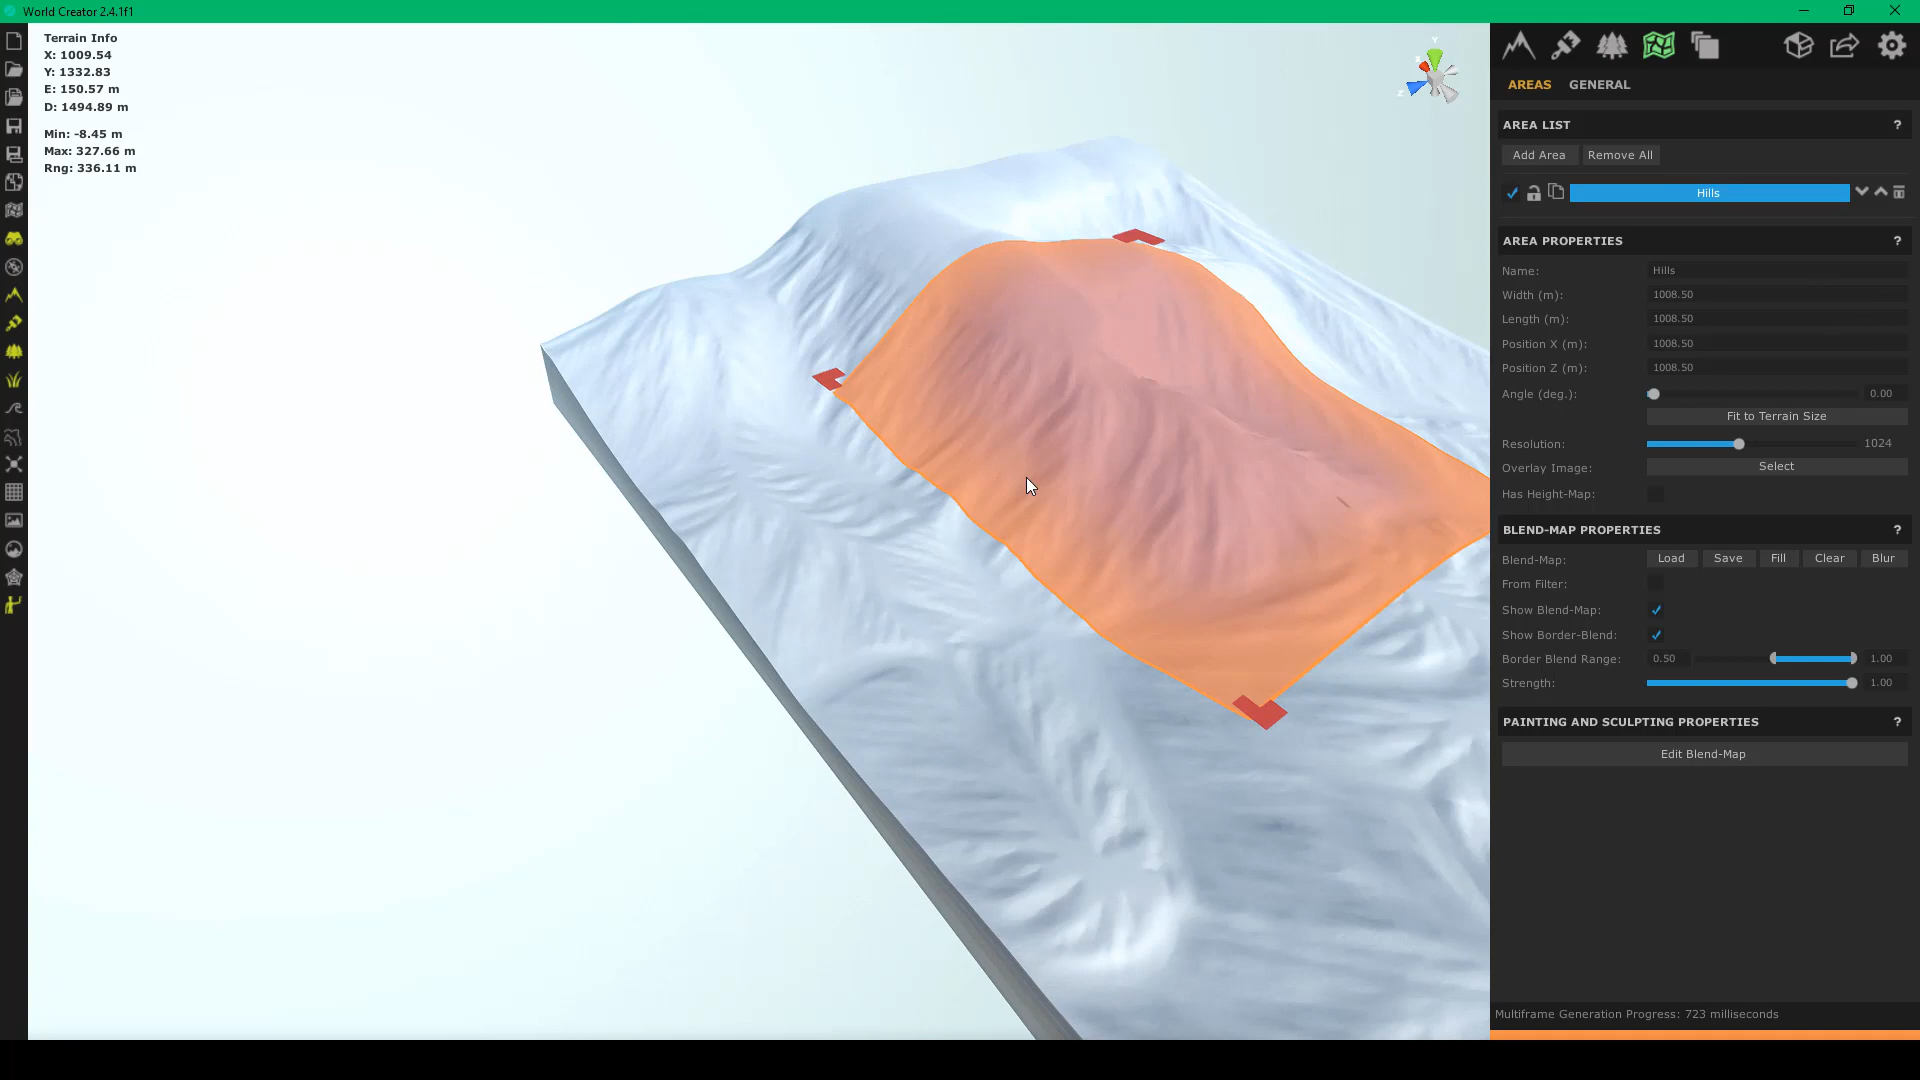 World Creator 2.4.1f1
Terrain Info
X: 1009.54
Y: 1332.83
E: 150.57 m
D: 1494.89 m
Min: -8.45 m
Max: 327.66 m
Rng: 336.11 m
Y
Z
AREAS GENERAL
AREA LIST ?
Add Area Remove All
Hills
AREA PROPERTIES ?
Name: Hills
Width (m): 1008.50
Length (m): 1008.50
Position X (m): 1008.50
Position Z (m): 1008.50
Angle (deg.): 0.00
Fit to Terrain Size
Resolution: 1024
Overlay Image: Select
Has Height-Map:
BLEND-MAP PROPERTIES ?
Blend-Map: Load Save Fill Clear Blur
From Filter:
Show Blend-Map:
Show Border-Blend:
Border Blend Range: 0.50 1.00
Strength: 1.00
PAINTING AND SCULPTING PROPERTIES ?
Edit Blend-Map
Multiframe Generation Progress: 723 milliseconds